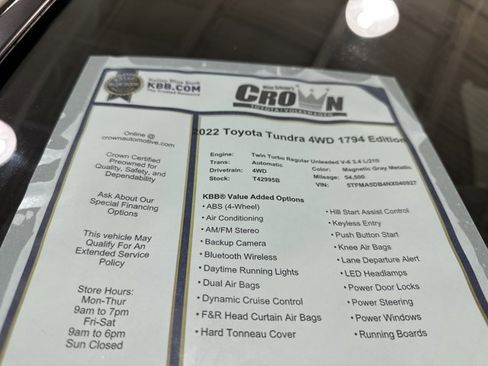 Kelley Blue Book
KBB.COM
The Trusted Resource
CROWN
TOYOTA•VOLKSWAGEN
Online @
crownautomotive.com
Crown Certified
Preowned for
Quality, Safety, and
Dependability
Ask About Our
Special Financing
Options
This vehicle May
Qualify For An
Extended Service
Policy
Store Hours:
Mon-Thur
9am to 7pm
Fri-Sat
9am to 6pm
Sun Closed
2022 Toyota Tundra 4WD 1794 Edition
Engine: Twin Turbo Regular Unleaded V-6 3.4 L/210
Trans: Automatic
Color: Magnetic Gray Metallic
Drivetrain: 4WD
Mileage: 54,500
Stock: T42995B
VIN:
KBB® Value Added Options
• ABS (4-Wheel)
• Air Conditioning
• AM/FM Stereo
• Backup Camera
• Bluetooth Wireless
• Daytime Running Lights
• Dual Air Bags
• Dynamic Cruise Control
• F&R Head Curtain Air Bags
• Hard Tonneau Cover
• Hill Start Assist Control
• Keyless Entry
• Push Button Start
• Knee Air Bags
• Lane Departure Alert
• LED Headlamps
• Power Door Locks
• Power Steering
• Power Windows
• Running Boards